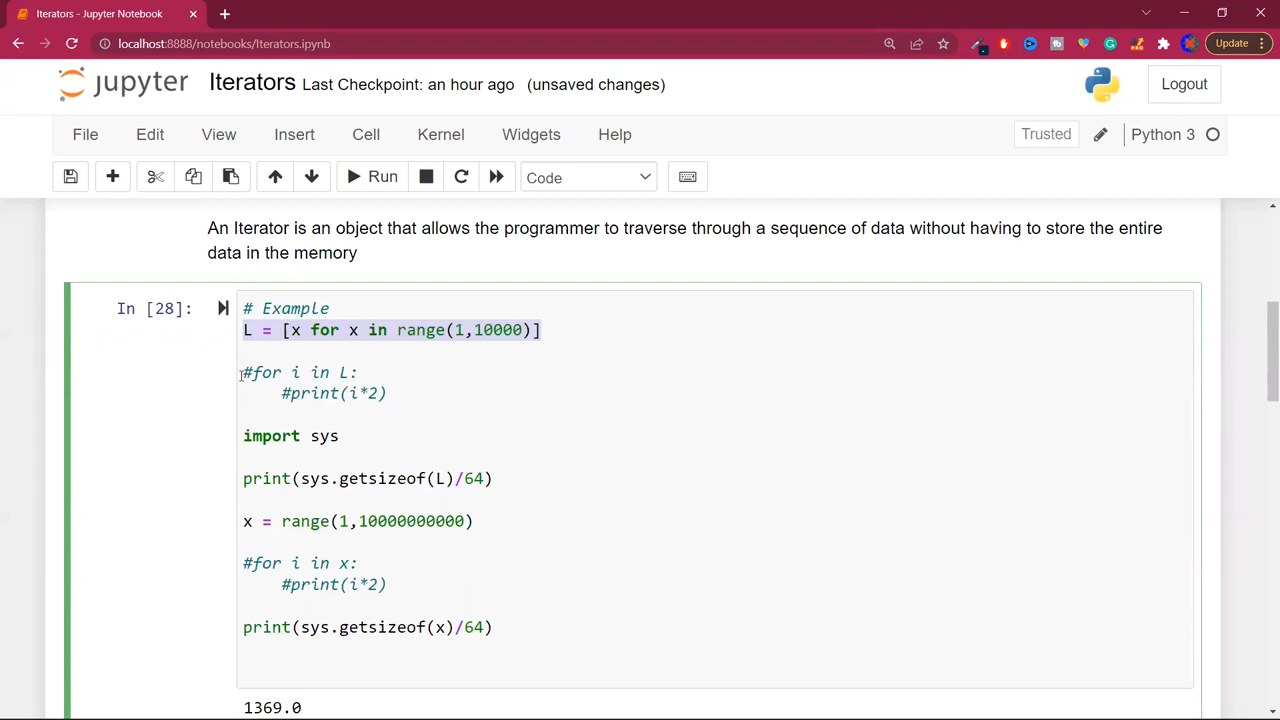 Iterators - Jupyter Notebook
localhost:8888/notebooks/Iterators.ipynb
Update
jupyter Iterators Last Checkpoint: an hour ago (unsaved changes)
Logout
File Edit View Insert Cell Kernel Widgets Help
Trusted Python 3
Run Code
An Iterator is an object that allows the programmer to traverse through a sequence of data without having to store the entire
data in the memory
In [28]:
# Example
L = [x for x in range(1,10000)]
#for i in L:
#print(i*2)
import sys
print(sys.getsizeof(L)/64)
x = range(1,10000000000)
#for i in x:
#print(i*2)
print(sys.getsizeof(x)/64)
1369.0